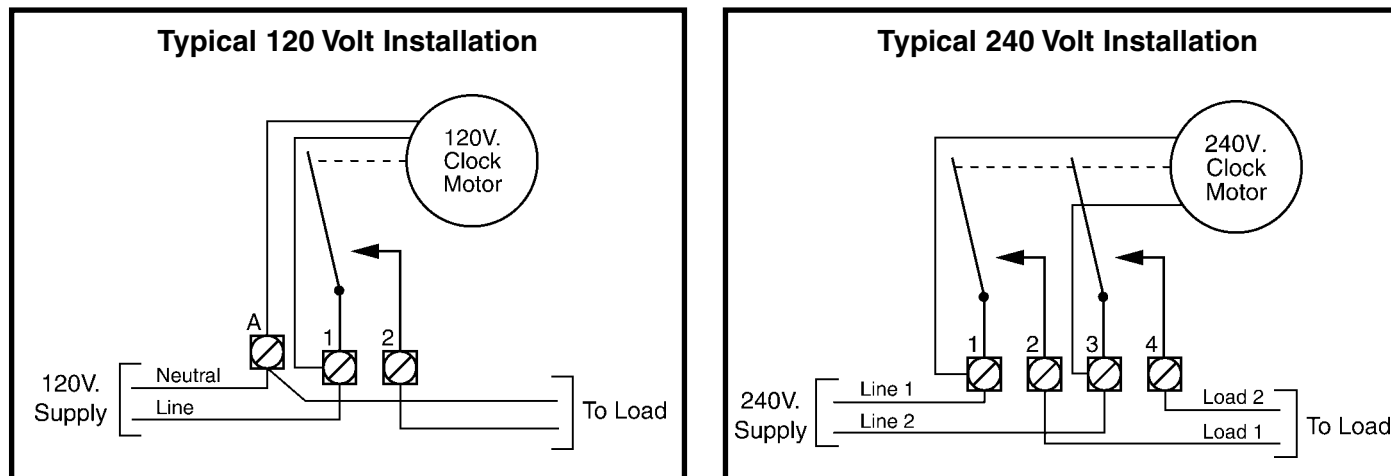 Typical 120 Volt Installation
120V.
Clock
Motor
A
1
2
120V.
Supply
Neutral
Line
To Load
Typical 240 Volt Installation
240V.
Clock
Motor
1
2
3
4
240V.
Supply
Line 1
Line 2
Load 2
Load 1
To Load